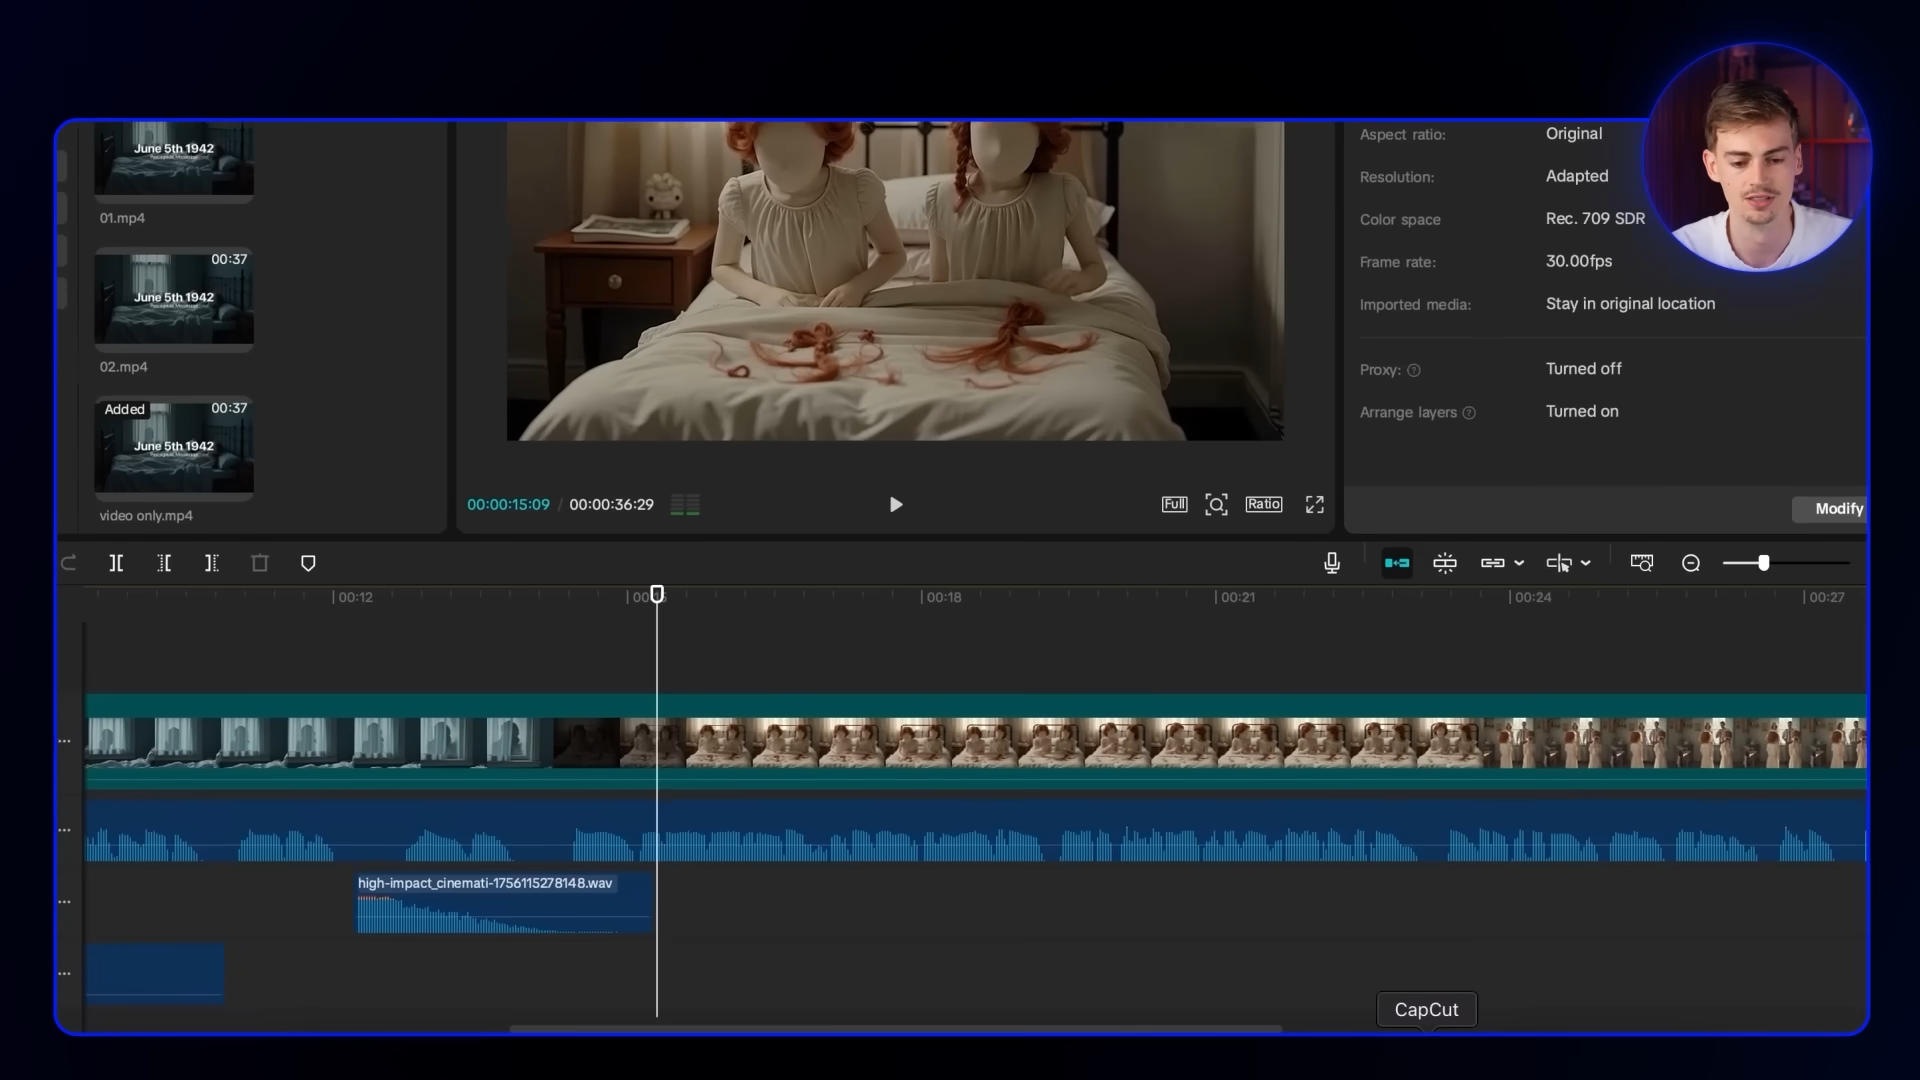 June 5th 1942
01.mp4
00:37
June 5th 1942
02.mp4
Added
00:37
June 5th 1942
video only.mp4
00:00:15:09 / 00:00:36:29
Full
Ratio
Aspect ratio:
Original
Resolution:
Adapted
Color space
Rec. 709 SDR
Frame rate:
30.00fps
Imported media:
Stay in original location
Proxy:
Turned off
Arrange layers
Turned on
Modify
00:12
00:18
00:21
00:24
00:27
high-impact_cinemati-1756115278148.wav
CapCut